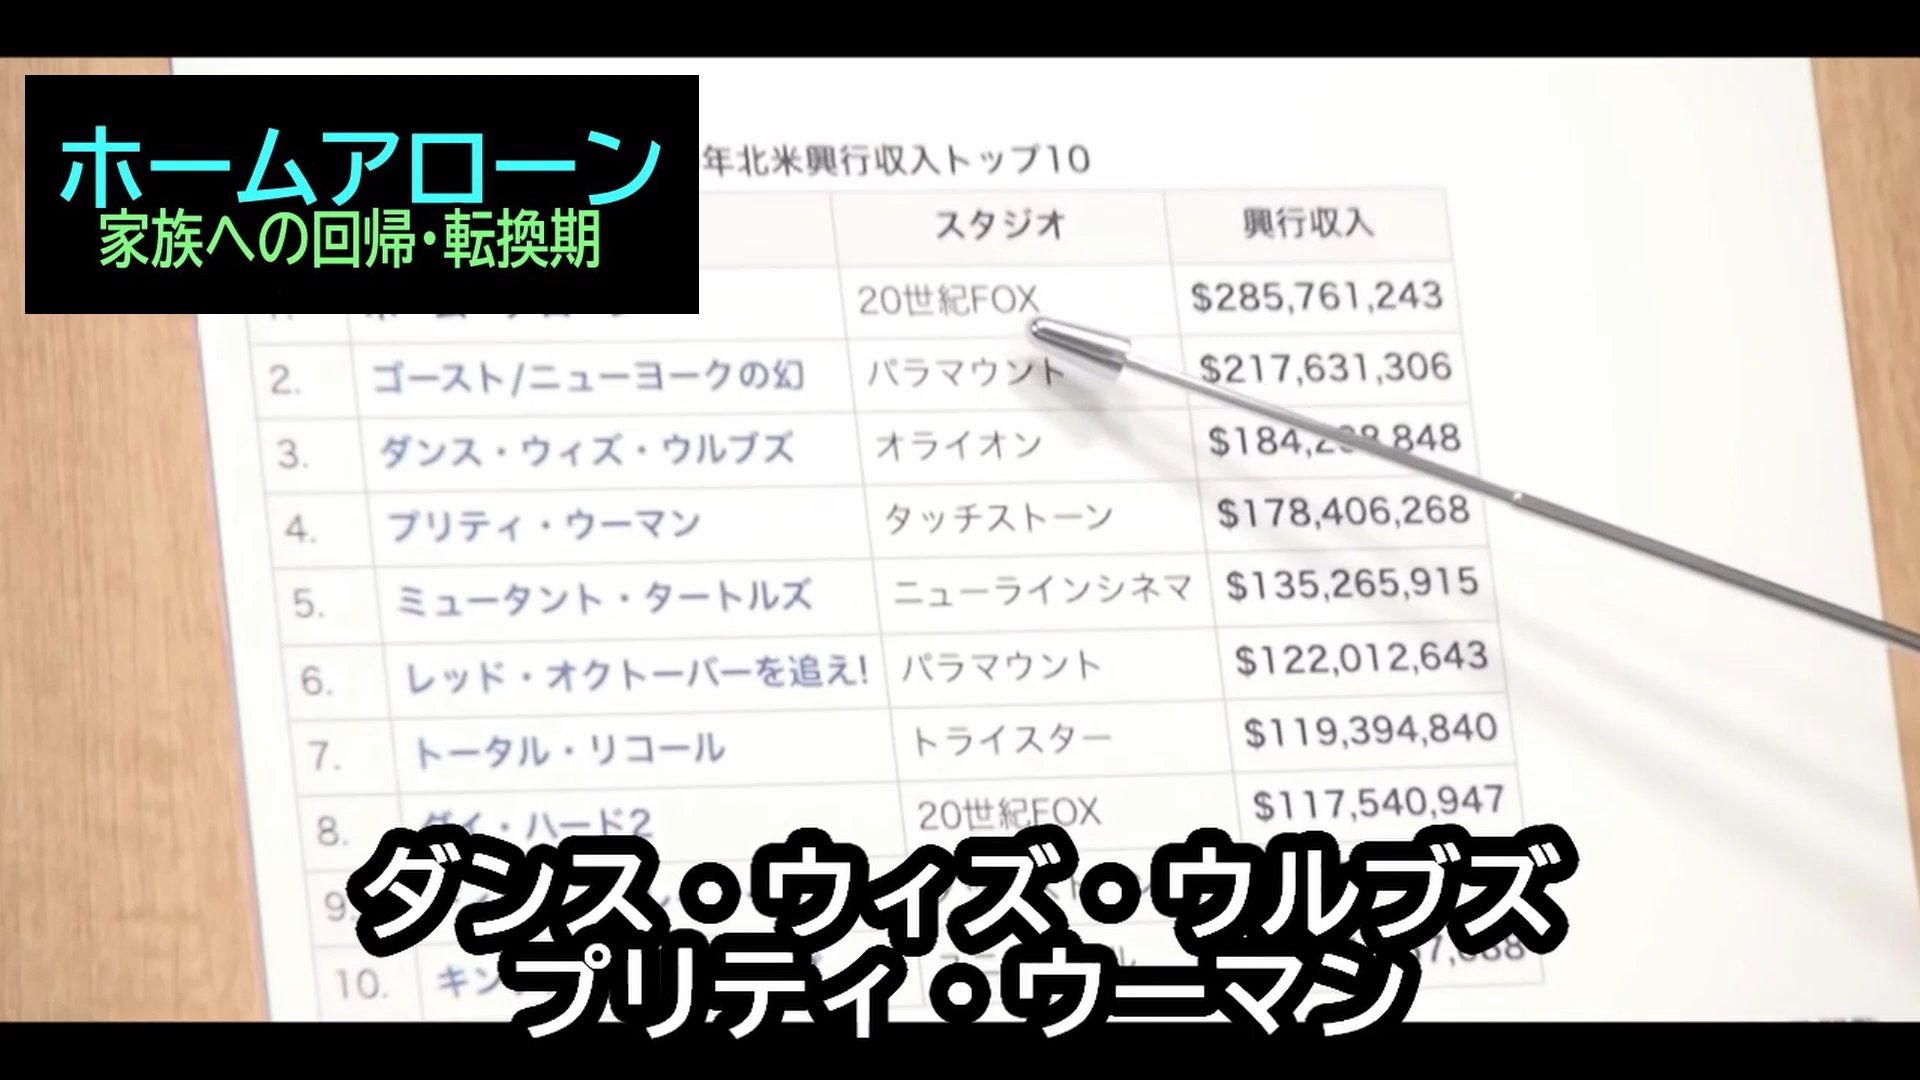 ホームアローン
家族への回帰・転換期
年北米興行収入トップ10
スタジオ 興行収入
20世紀FOX $285,761,243
2. ゴースト/ニューヨークの幻 パラマウント $217,631,306
3. ダンス・ウィズ・ウルブズ オライオン
4. プリティ・ウーマン タッチストーン $178,406,268
5. ミュータント・タートルズ ニューラインシネマ $135,265,915
6. レッド・オクトーバーを追え! パラマウント $122,012,643
7. トータル・リコール トライスター $119,394,840
8. ダイ・ハード2 20世紀FOX $117,540,947
9.
10.
ダンス・ウィズ・ウルブズ
プリティ・ウーマン